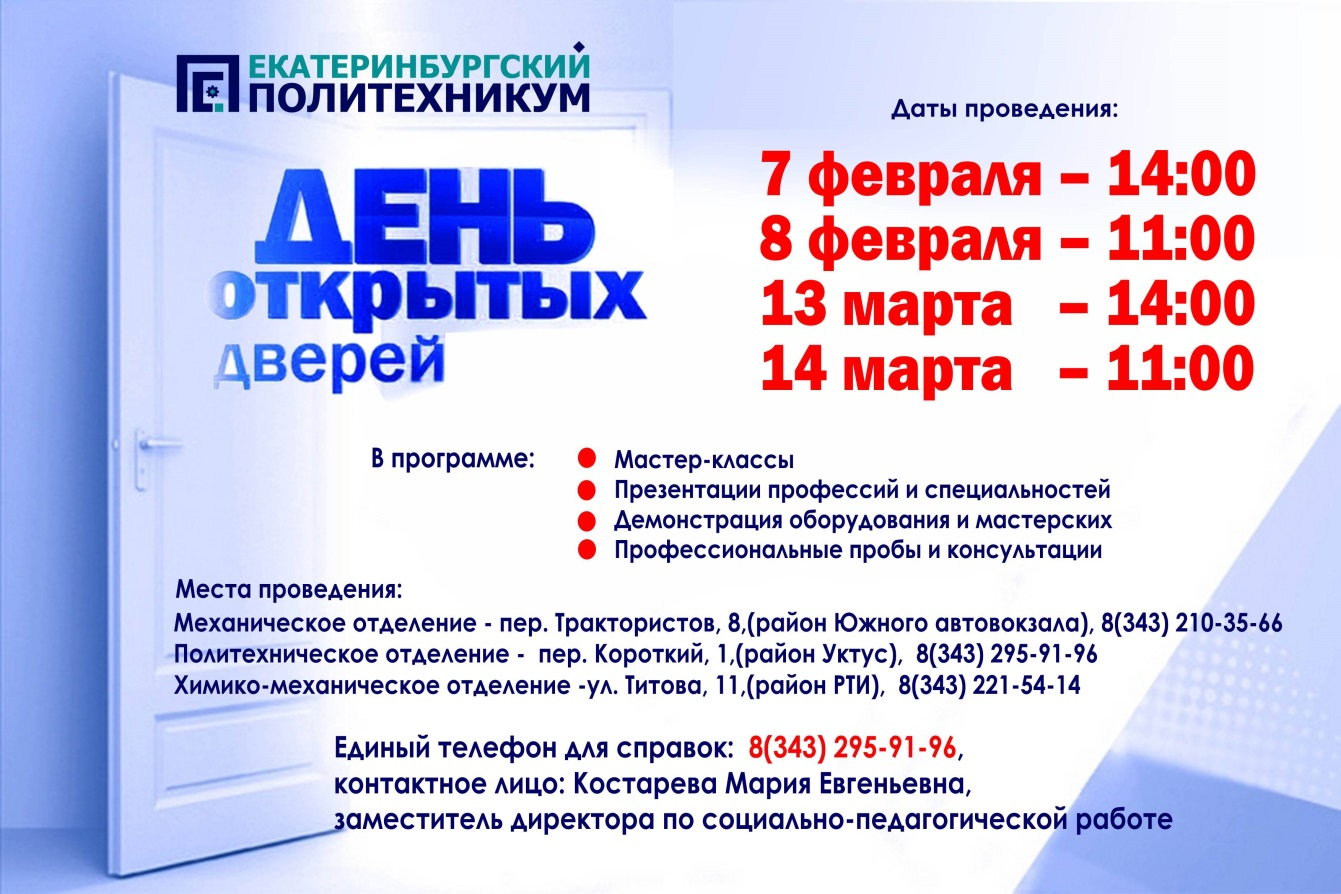 ЕКАТЕРИНБУРГСКИЙ
ПОЛИТЕХНИКУМ
ДЕНЬ
открытых
дверей
Даты проведения:
7 февраля – 14:00
8 февраля – 11:00
13 марта – 14:00
14 марта – 11:00
В программе:
Мастер-классы
Презентации профессий и специальностей
Демонстрация оборудования и мастерских
Профессиональные пробы и консультации
Места проведения:
Механическое отделение - пер. Трактористов, 8,(район Южного автовокзала), 8(343) 210-35-66
Политехническое отделение - пер. Короткий, 1,(район Уктус), 8(343) 295-91-96
Химико-механическое отделение -ул. Титова, 11,(район РТИ), 8(343) 221-54-14
Единый телефон для справок: 8(343) 295-91-96,
контактное лицо: Костарева Мария Евгеньевна,
заместитель директора по социально-педагогической работе